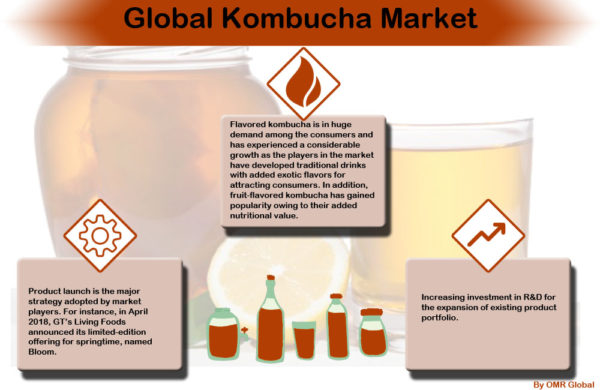 Global Kombucha Market
Flavored kombucha is in huge
demand among the consumers and
has experienced a considerable
growth as the players in the market
have developed traditional drinks
with added exotic flavors for
attracting consumers. In addition,
fruit-flavored kombucha has gained
popularity owing to their added
nutritional value.
Product launch is the major
strategy adopted by market
players. For instance, in April
2018, GT's Living Foods
announced its limited-edition
offering for springtime, named
Bloom.
Increasing investment in R&D for
the expansion of existing product
portfolio.
By OMR Global